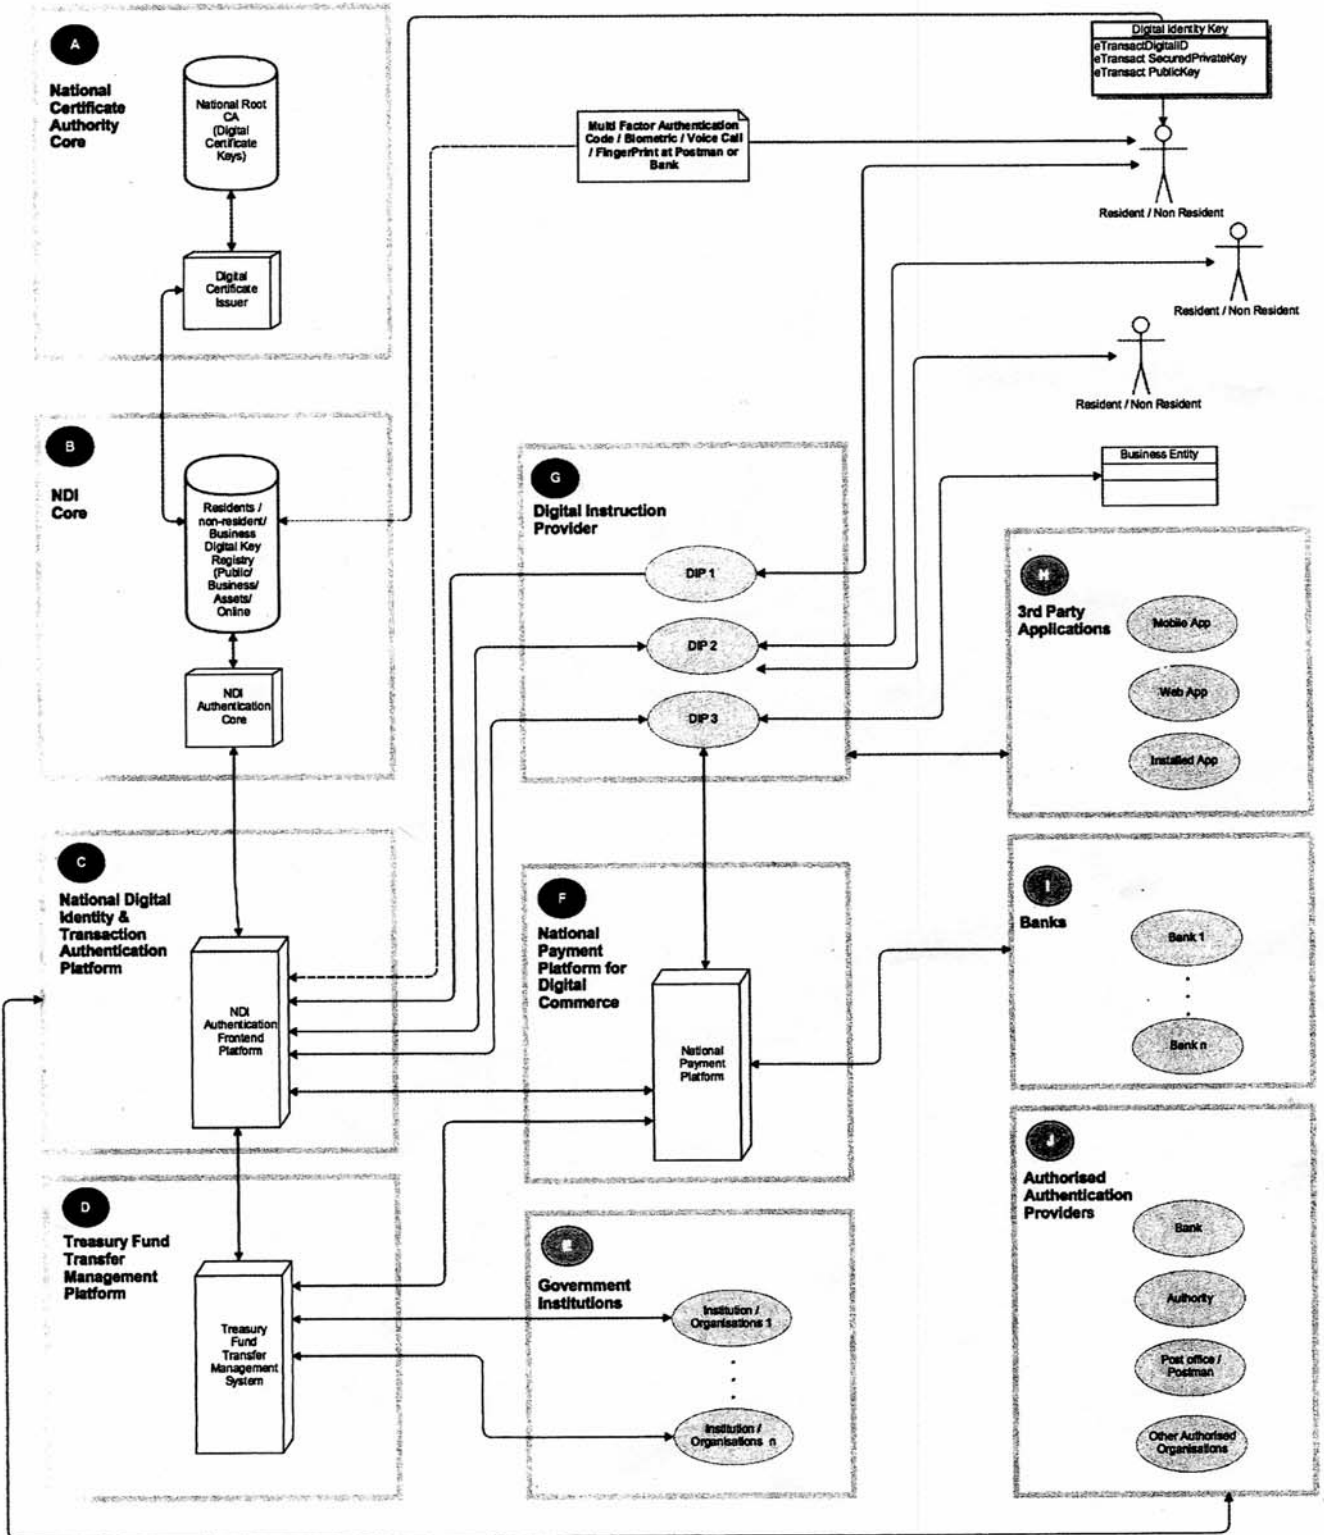 A
National
Certificate
Authority
Core
National Root
CA
(Digital
Certificate
Keys)
Digital
Certificate
Issuer
Multi Factor Authentication
Code / Biometric / Voice Call
/ FingerPrint at Postman or
Bank
Digital Identity Key
eTransactDigitalID
eTransact SecuredPrivateKey
eTransact PublicKey
Resident / Non Resident
Resident / Non Resident
Resident / Non Resident
Business Entity
B
NDI
Core
Residents /
non-resident/
Business
Digital Key
Registry
(Public/
Business/
Assets/
Online
NDI
Authentication
Core
G
Digital Instruction
Provider
DIP 1
DIP 2
DIP 3
H
3rd Party
Applications
Mobile App
Web App
Installed App
C
National Digital
Identity &
Transaction
Authentication
Platform
NDI
Authentication
Frontend
Platform
F
National
Payment
Platform for
Digital
Commerce
National
Payment
Platform
I
Banks
Bank 1
Bank n
D
Treasury Fund
Transfer
Management
Platform
Treasury
Fund
Transfer
Management
System
E
Government
Institutions
Institution /
Organisations 1
Institution /
Organisations n
J
Authorised
Authentication
Providers
Bank
Authority
Post office /
Postman
Other Authorised
Organisations